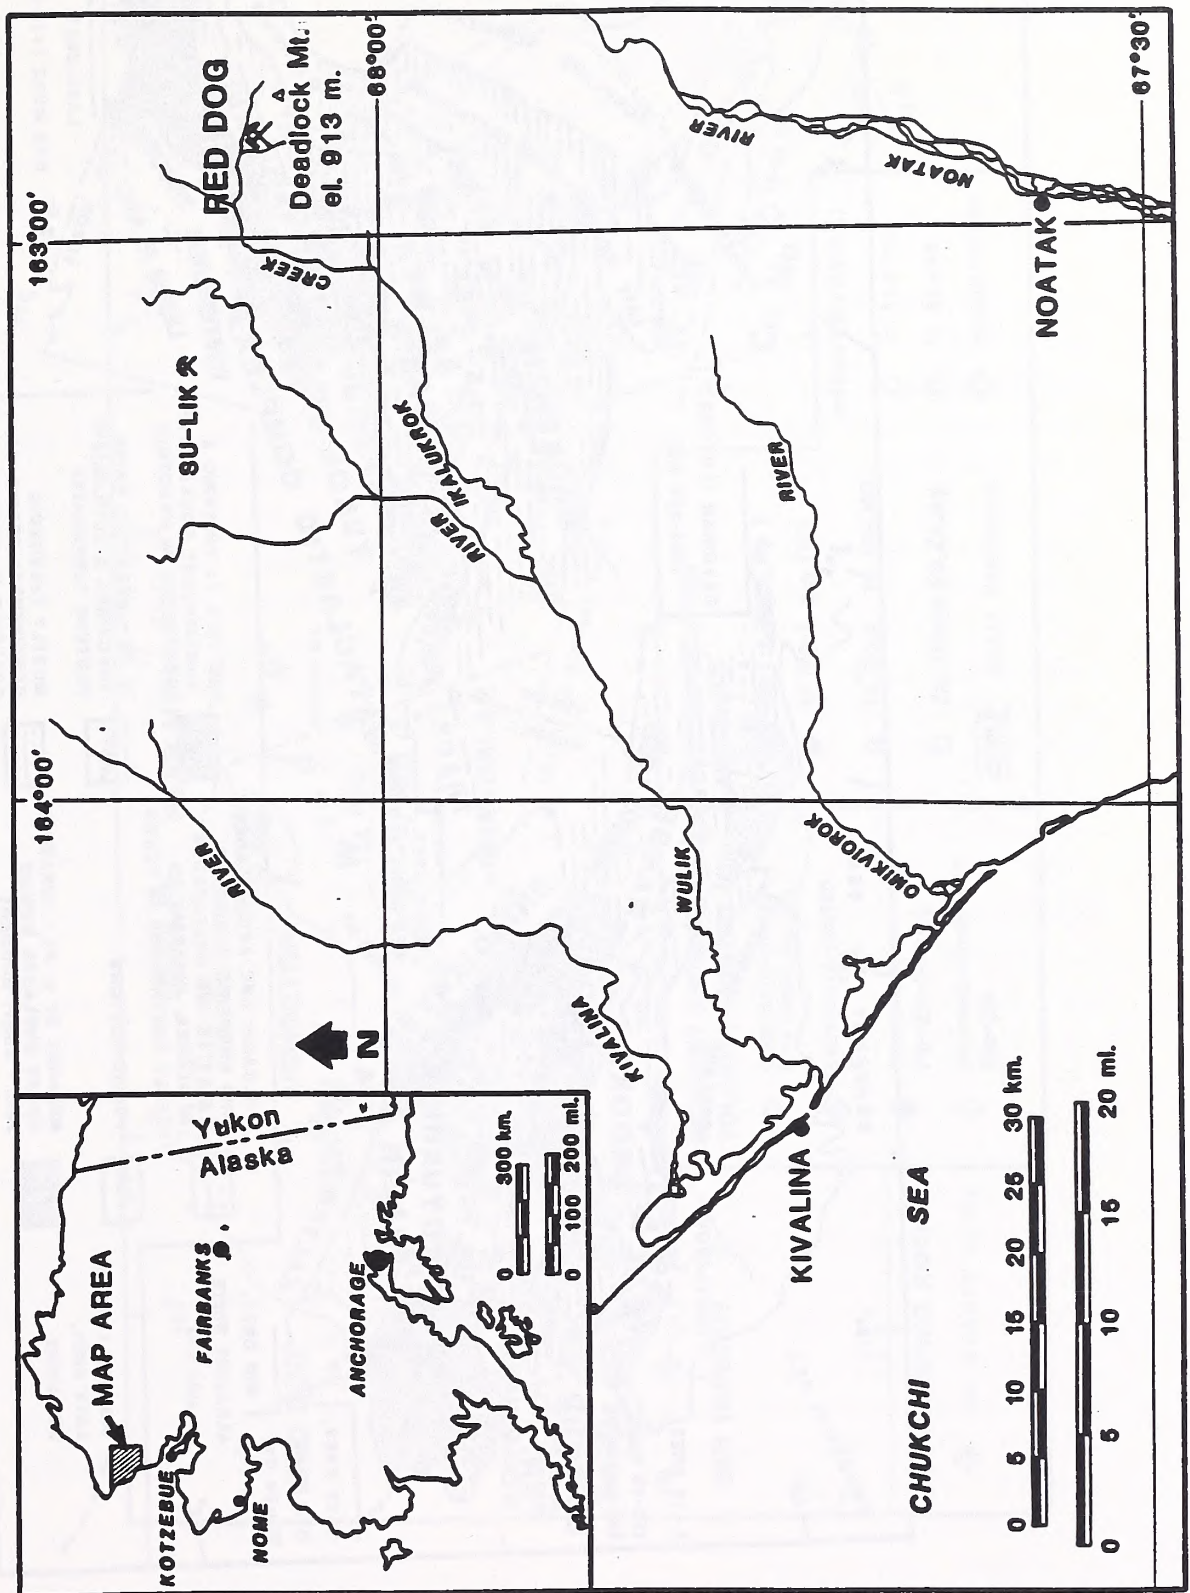 163°00'
164°00'
RED DOG
Deadlock Mt.
el. 913 m.
68°00'
67°30'
SU-LIK
CREEK
IKALUKROK
RIVER
RIVER
NOATAK
NOATAK
RIVER
OMIKVIOROK
RIVER
KIVALINA
WULIK
KIVALINA
CHUKCHI SEA
N
0 5 10 15 20 25 30 km.
0 5 10 15 20 mi.
MAP AREA
KOTZEBUE
NOME
FAIRBANKS
ANCHORAGE
Yukon
Alaska
0 300 km.
0 100 200 mi.